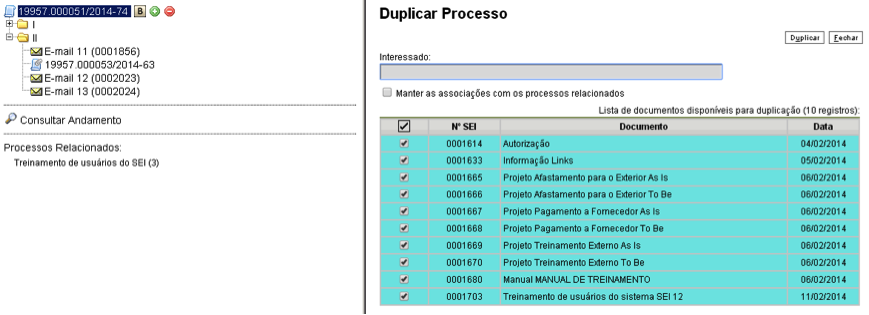 19957.000051/2014-74 B
I
II
E-mail 11 (0001856)
19957.000053/2014-63
E-mail 12 (0002023)
E-mail 13 (0002024)
Consultar Andamento
Processos Relacionados:
Treinamento de usuários do SEI (3)
Duplicar Processo
Duplicar Fechar
Interessado:
Manter as associações com os processos relacionados
Lista de documentos disponíveis para duplicação (10 registros):
Nº SEI Documento Data
0001614 Autorização 04/02/2014
0001633 Informação Links 05/02/2014
0001665 Projeto Afastamento para o Exterior As Is 06/02/2014
0001666 Projeto Afastamento para o Exterior To Be 06/02/2014
0001667 Projeto Pagamento a Fornecedor As Is 06/02/2014
0001668 Projeto Pagamento a Fornecedor To Be 06/02/2014
0001669 Projeto Treinamento Externo As Is 06/02/2014
0001670 Projeto Treinamento Externo To Be 06/02/2014
0001680 Manual MANUAL DE TREINAMENTO 06/02/2014
0001703 Treinamento de usuários do sistema SEI 12 11/02/2014